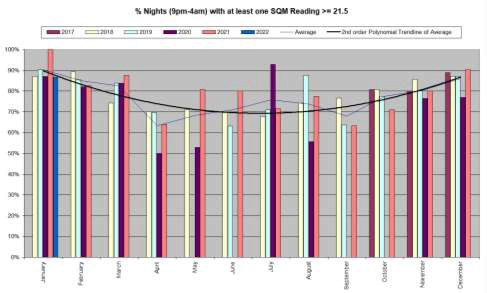 % Nights (9pm-4am) with at least one SQM Reading >= 21.5
2017 2018 2019 2020 2021 2022 Average 2nd order Polynomial Trendline of Average
100%
90%
80%
70%
60%
50%
40%
30%
20%
10%
0%
January
February
March
April
May
June
July
August
September
October
November
December